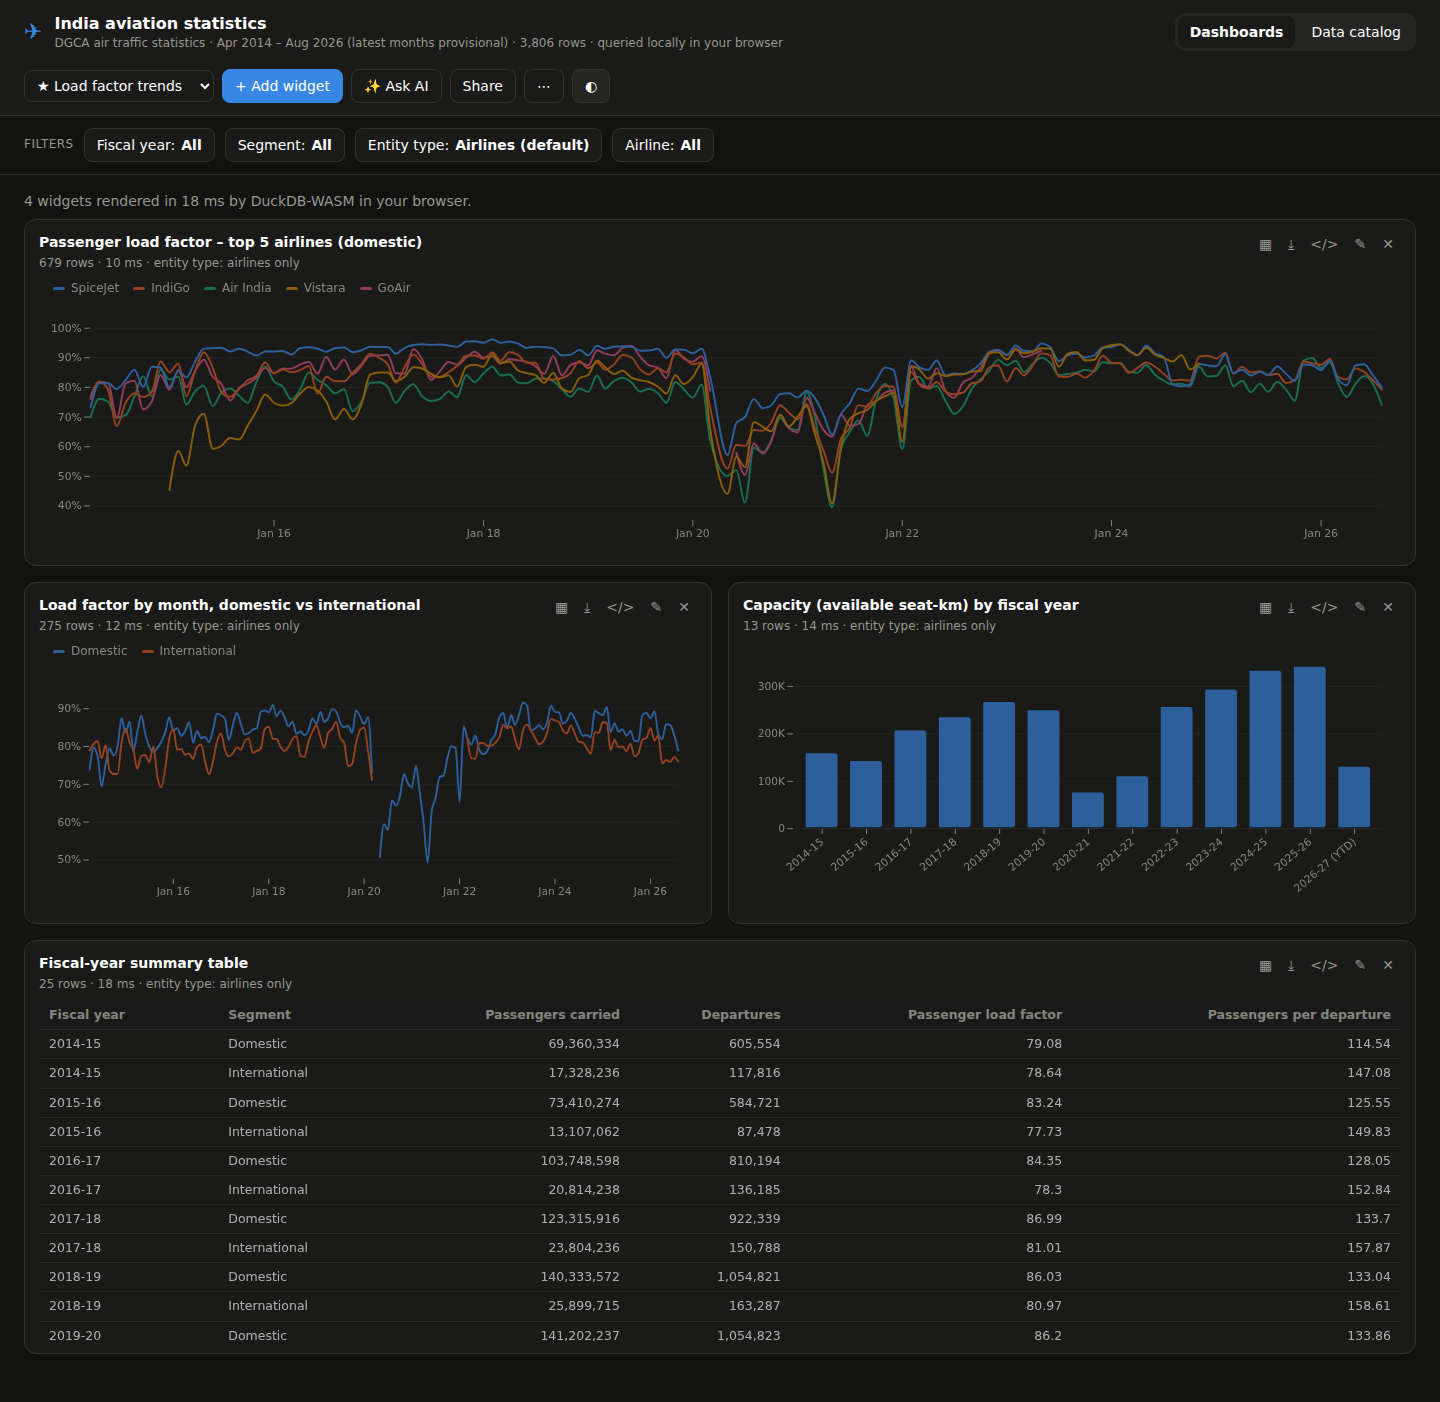 India aviation statistics
DGCA air traffic statistics · Apr 2014 – Aug 2026 (latest months provisional) · 3,806 rows · queried locally in your browser
Dashboards Data catalog
★ Load factor trends + Add widget ✨ Ask AI Share ⋯ ◐
FILTERS Fiscal year: All Segment: All Entity type: Airlines (default) Airline: All
4 widgets rendered in 18 ms by DuckDB-WASM in your browser.
Passenger load factor – top 5 airlines (domestic)
▦ ⤓ </> ✎ ✕
679 rows · 10 ms · entity type: airlines only
SpiceJet IndiGo Air India Vistara GoAir
100%
90%
80%
70%
60%
50%
40%
Jan 16 Jan 18 Jan 20 Jan 22 Jan 24 Jan 26
Load factor by month, domestic vs international
▦ ⤓ </> ✎ ✕
275 rows · 12 ms · entity type: airlines only
Domestic International
90%
80%
70%
60%
50%
Jan 16 Jan 18 Jan 20 Jan 22 Jan 24 Jan 26
Capacity (available seat-km) by fiscal year
▦ ⤓ </> ✎ ✕
13 rows · 14 ms · entity type: airlines only
300K
200K
100K
0
2014-15 2015-16 2016-17 2017-18 2018-19 2019-20 2020-21 2021-22 2022-23 2023-24 2024-25 2025-26 2026-27 (YTD)
Fiscal-year summary table
▦ ⤓ </> ✎ ✕
25 rows · 18 ms · entity type: airlines only
Fiscal year Segment Passengers carried Departures Passenger load factor Passengers per departure
2014-15 Domestic 69,360,334 605,554 79.08 114.54
2014-15 International 17,328,236 117,816 78.64 147.08
2015-16 Domestic 73,410,274 584,721 83.24 125.55
2015-16 International 13,107,062 87,478 77.73 149.83
2016-17 Domestic 103,748,598 810,194 84.35 128.05
2016-17 International 20,814,238 136,185 78.3 152.84
2017-18 Domestic 123,315,916 922,339 86.99 133.7
2017-18 International 23,804,236 150,788 81.01 157.87
2018-19 Domestic 140,333,572 1,054,821 86.03 133.04
2018-19 International 25,899,715 163,287 80.97 158.61
2019-20 Domestic 141,202,237 1,054,823 86.2 133.86